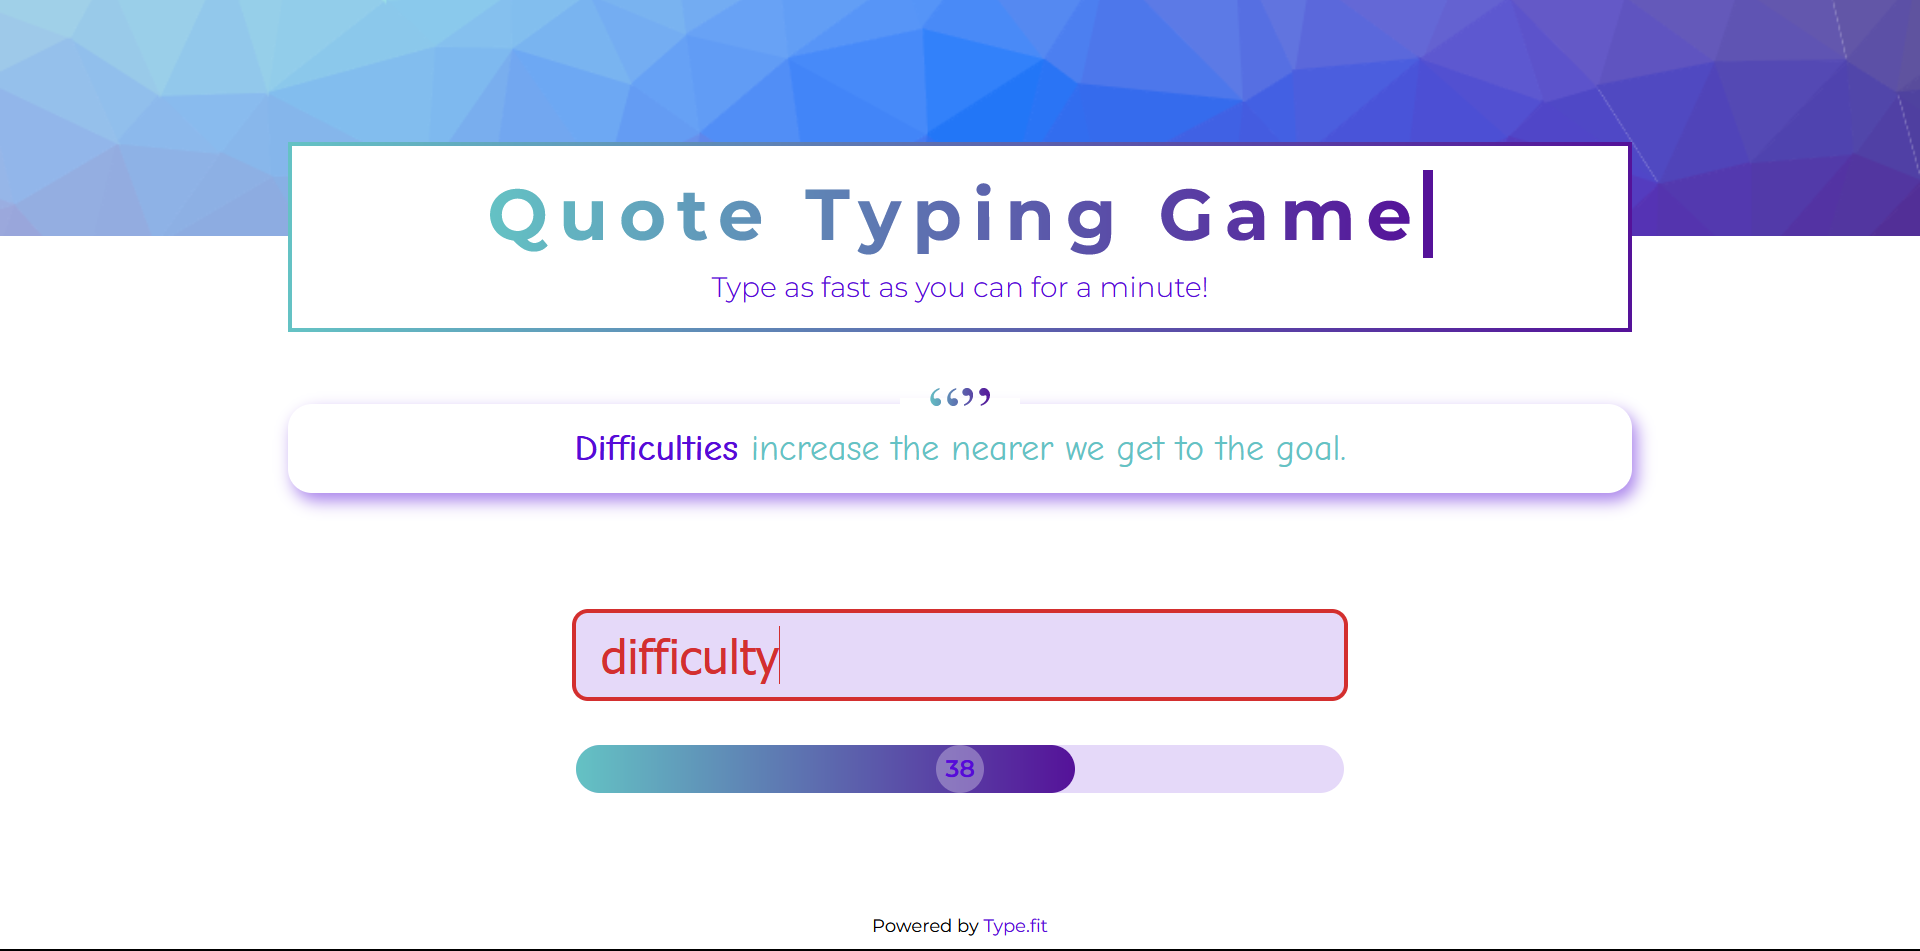 Quote Typing Game
Type as fast as you can for a minute!
“”
Difficulties increase the nearer we get to the goal.
difficulty
38
Powered by Type.fit